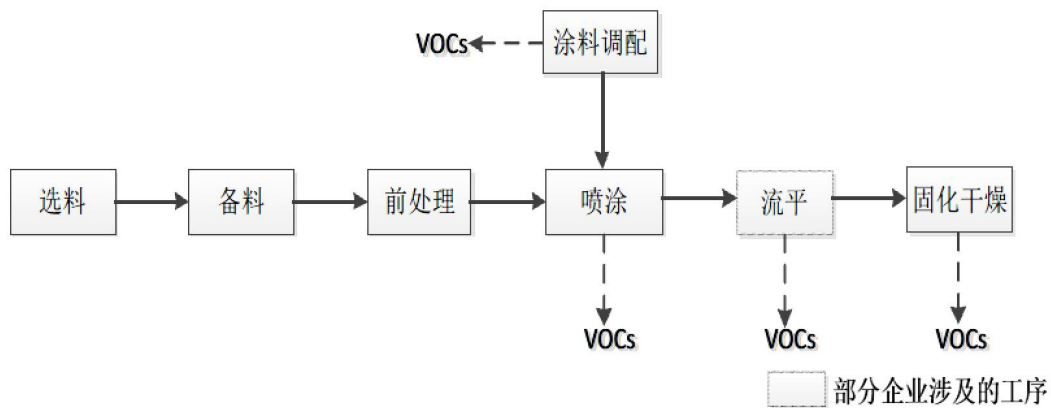 VOCs
涂料调配
选料
备料
前处理
喷涂
流平
固化干燥
VOCs
VOCs
VOCs
部分企业涉及的工序